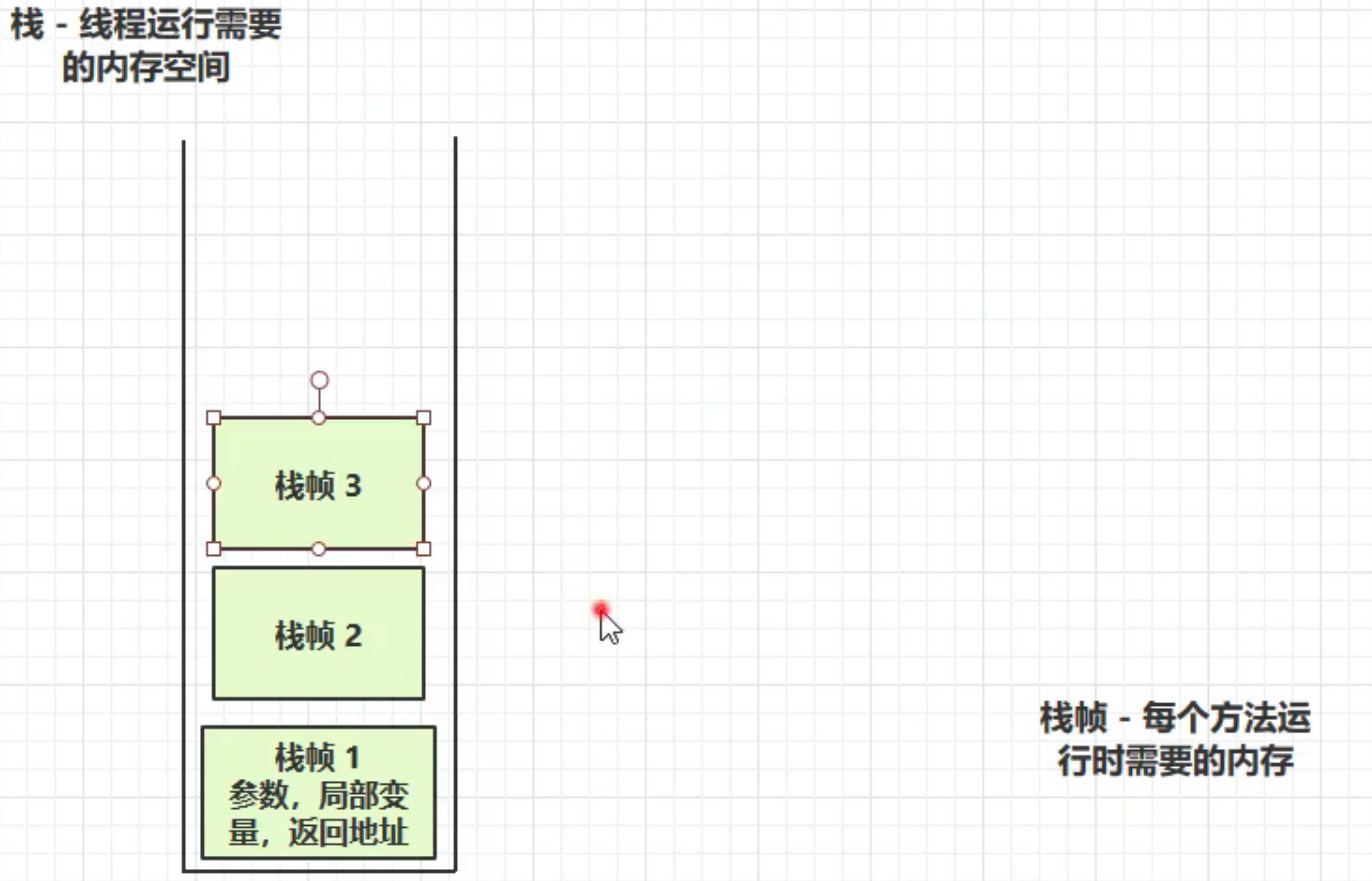 栈 - 线程运行需要
的内存空间
栈帧 3
栈帧 2
栈帧 1
参数，局部变
量，返回地址
栈帧 - 每个方法运
行时需要的内存